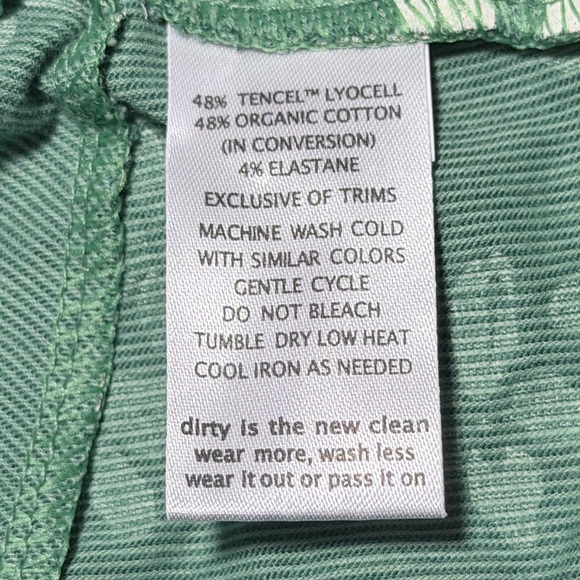 48% TENCEL™ LYOCELL
48% ORGANIC COTTON
(IN CONVERSION)
4% ELASTANE
EXCLUSIVE OF TRIMS
MACHINE WASH COLD
WITH SIMILAR COLORS
GENTLE CYCLE
DO NOT BLEACH
TUMBLE DRY LOW HEAT
COOL IRON AS NEEDED
dirty is the new clean
wear more, wash less
wear it out or pass it on